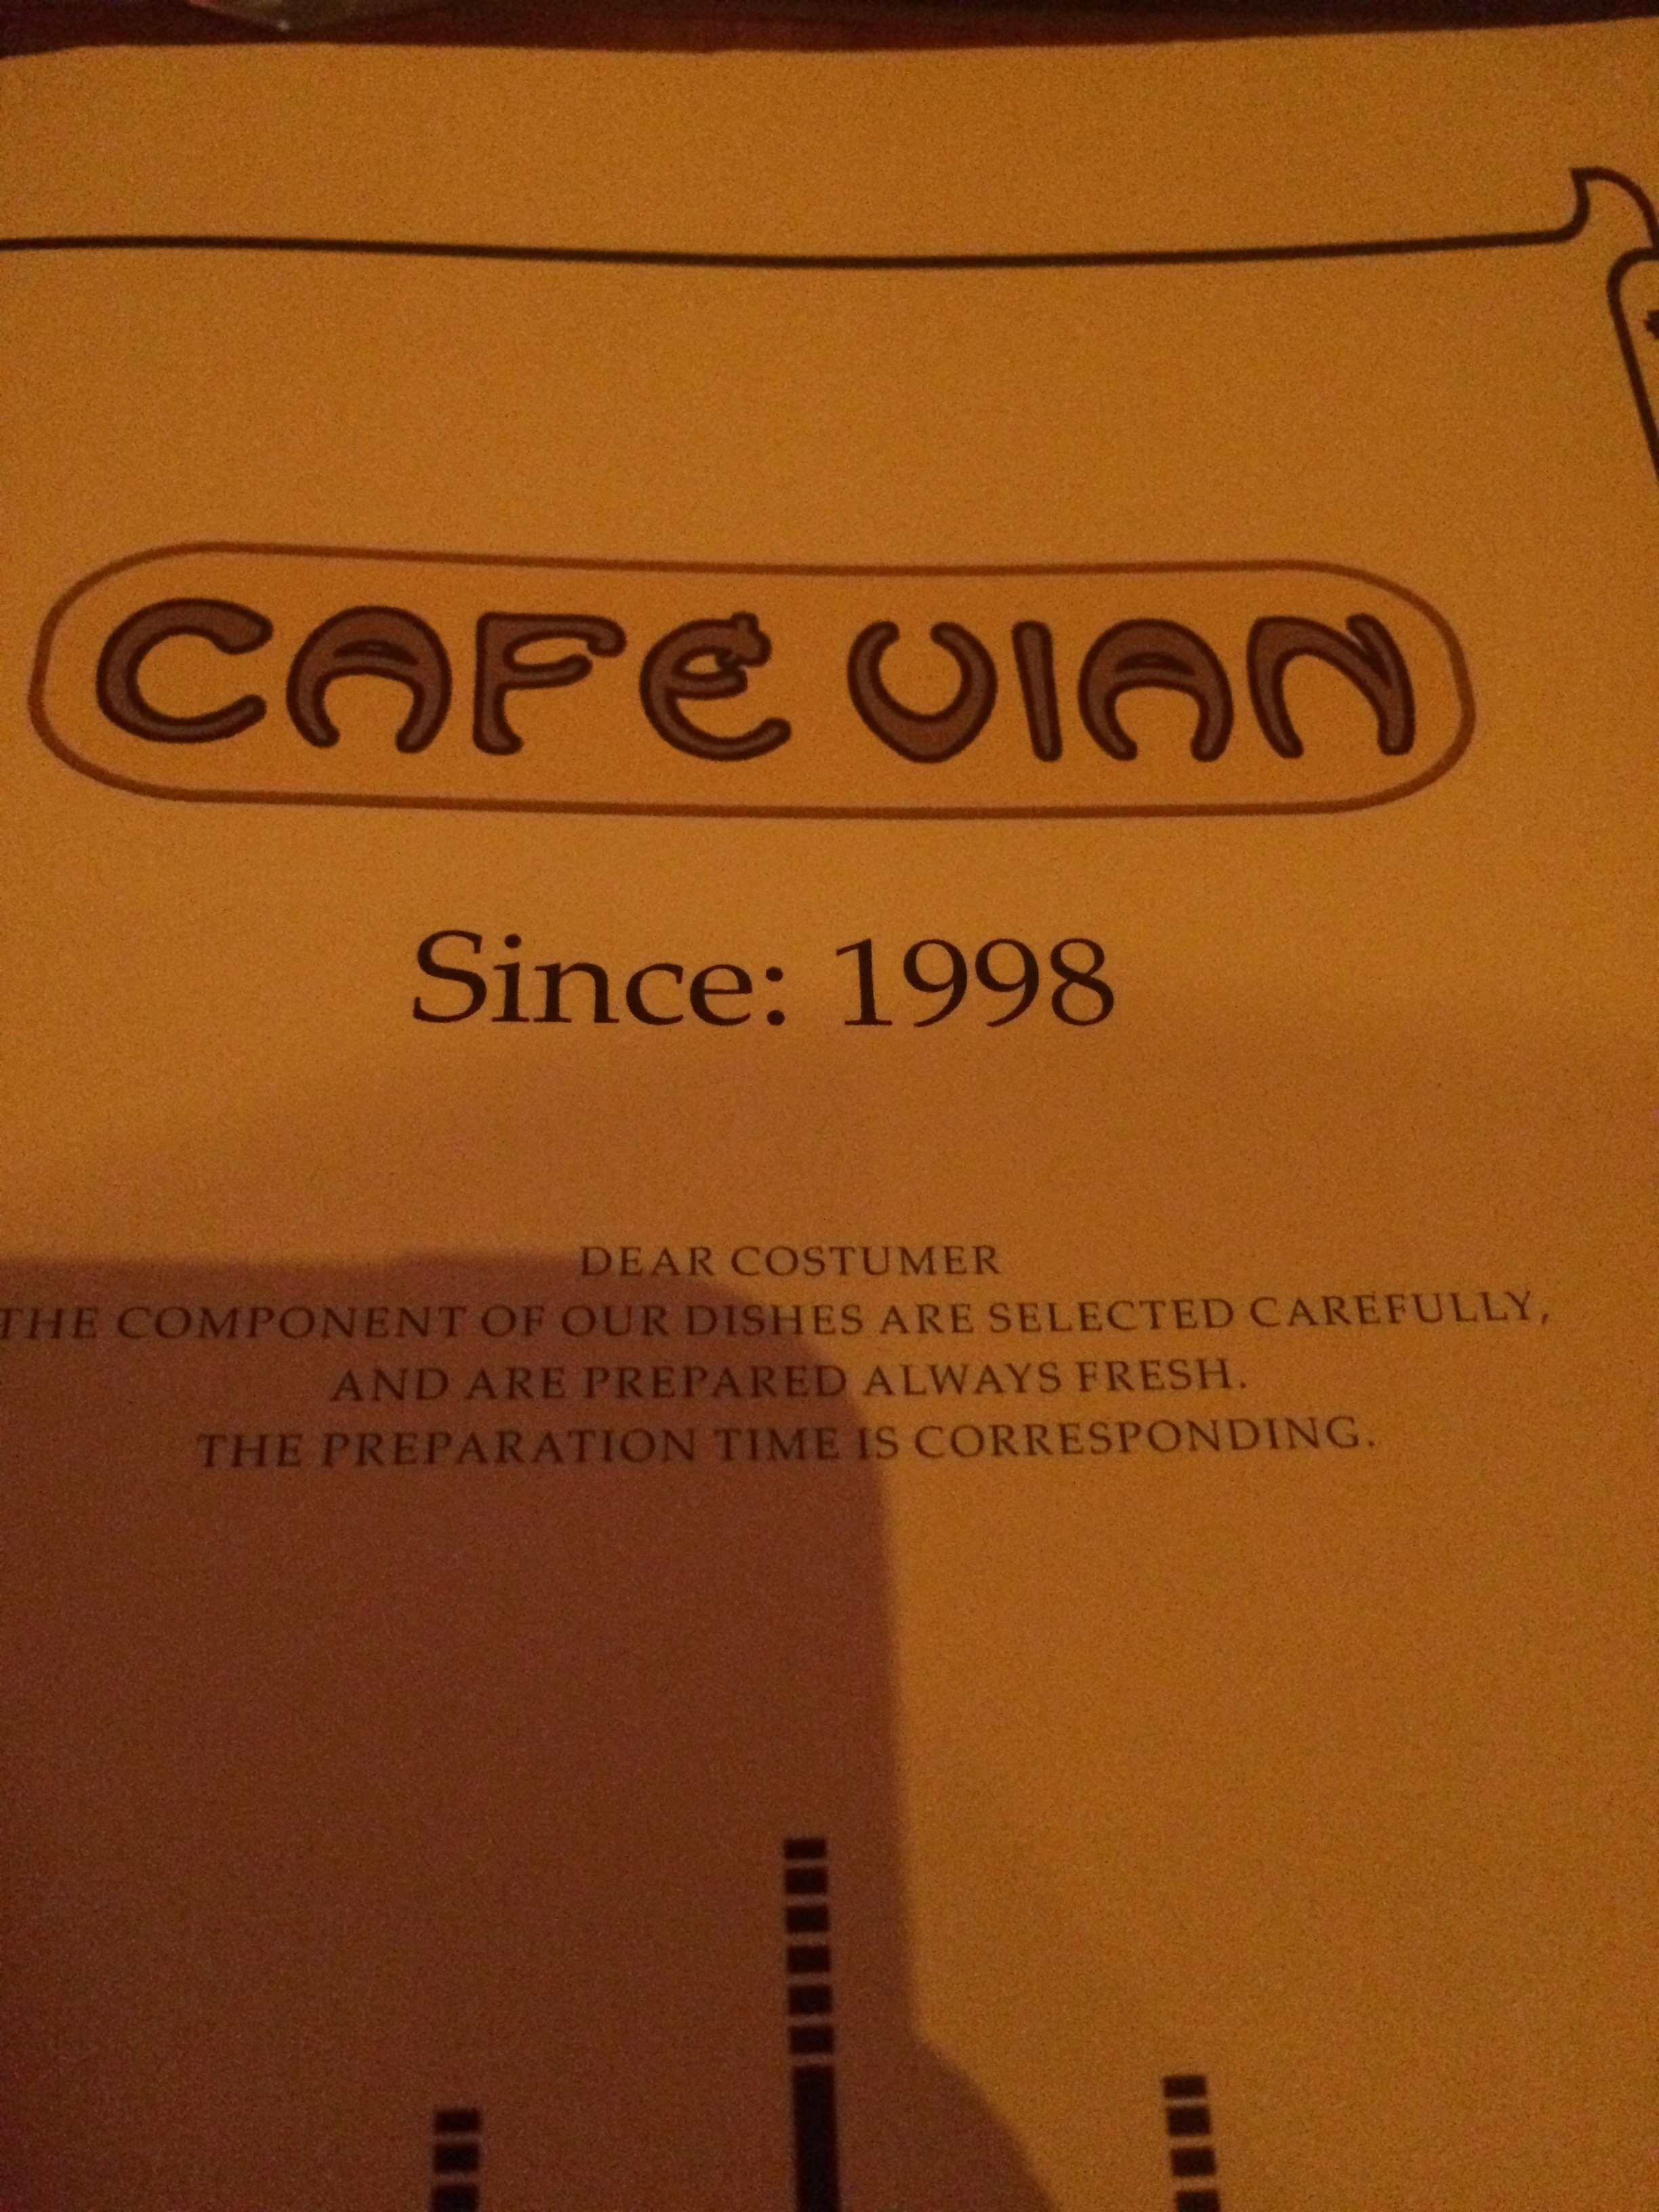 CAFé VIAN
Since: 1998
DEAR COSTUMER
THE COMPONENT OF OUR DISHES ARE SELECTED CAREFULLY,
AND ARE PREPARED ALWAYS FRESH.
THE PREPARATION TIME IS CORRESPONDING.